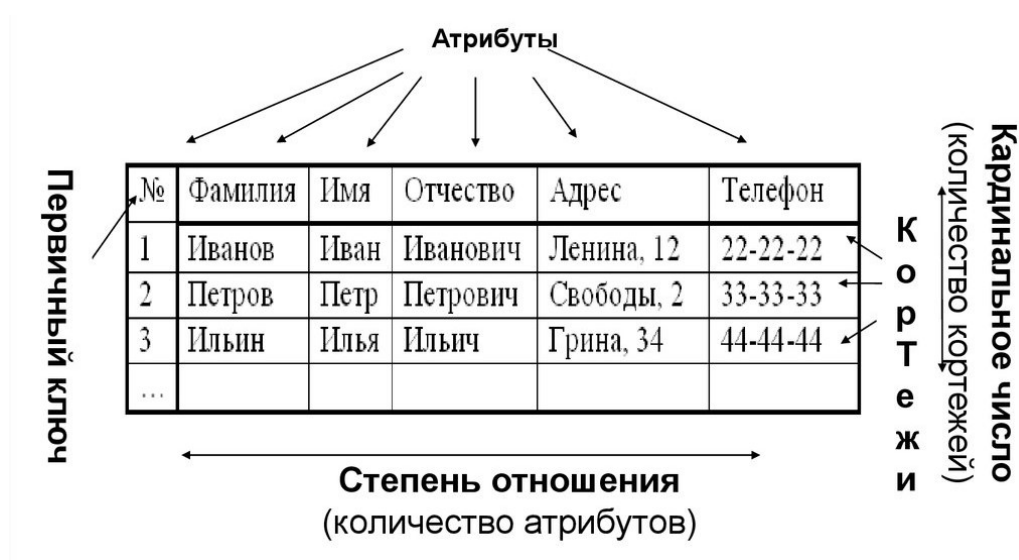 Атрибуты
Первичный ключ
№ Фамилия Имя Отчество Адрес Телефон
1 Иванов Иван Иванович Ленина, 12 22-22-22
2 Петров Петр Петрович Свободы, 2 33-33-33
3 Ильин Илья Ильич Грина, 34 44-44-44
...
КорТежи
Кардинальное число
(количество кортежей)
Степень отношения
(количество атрибутов)